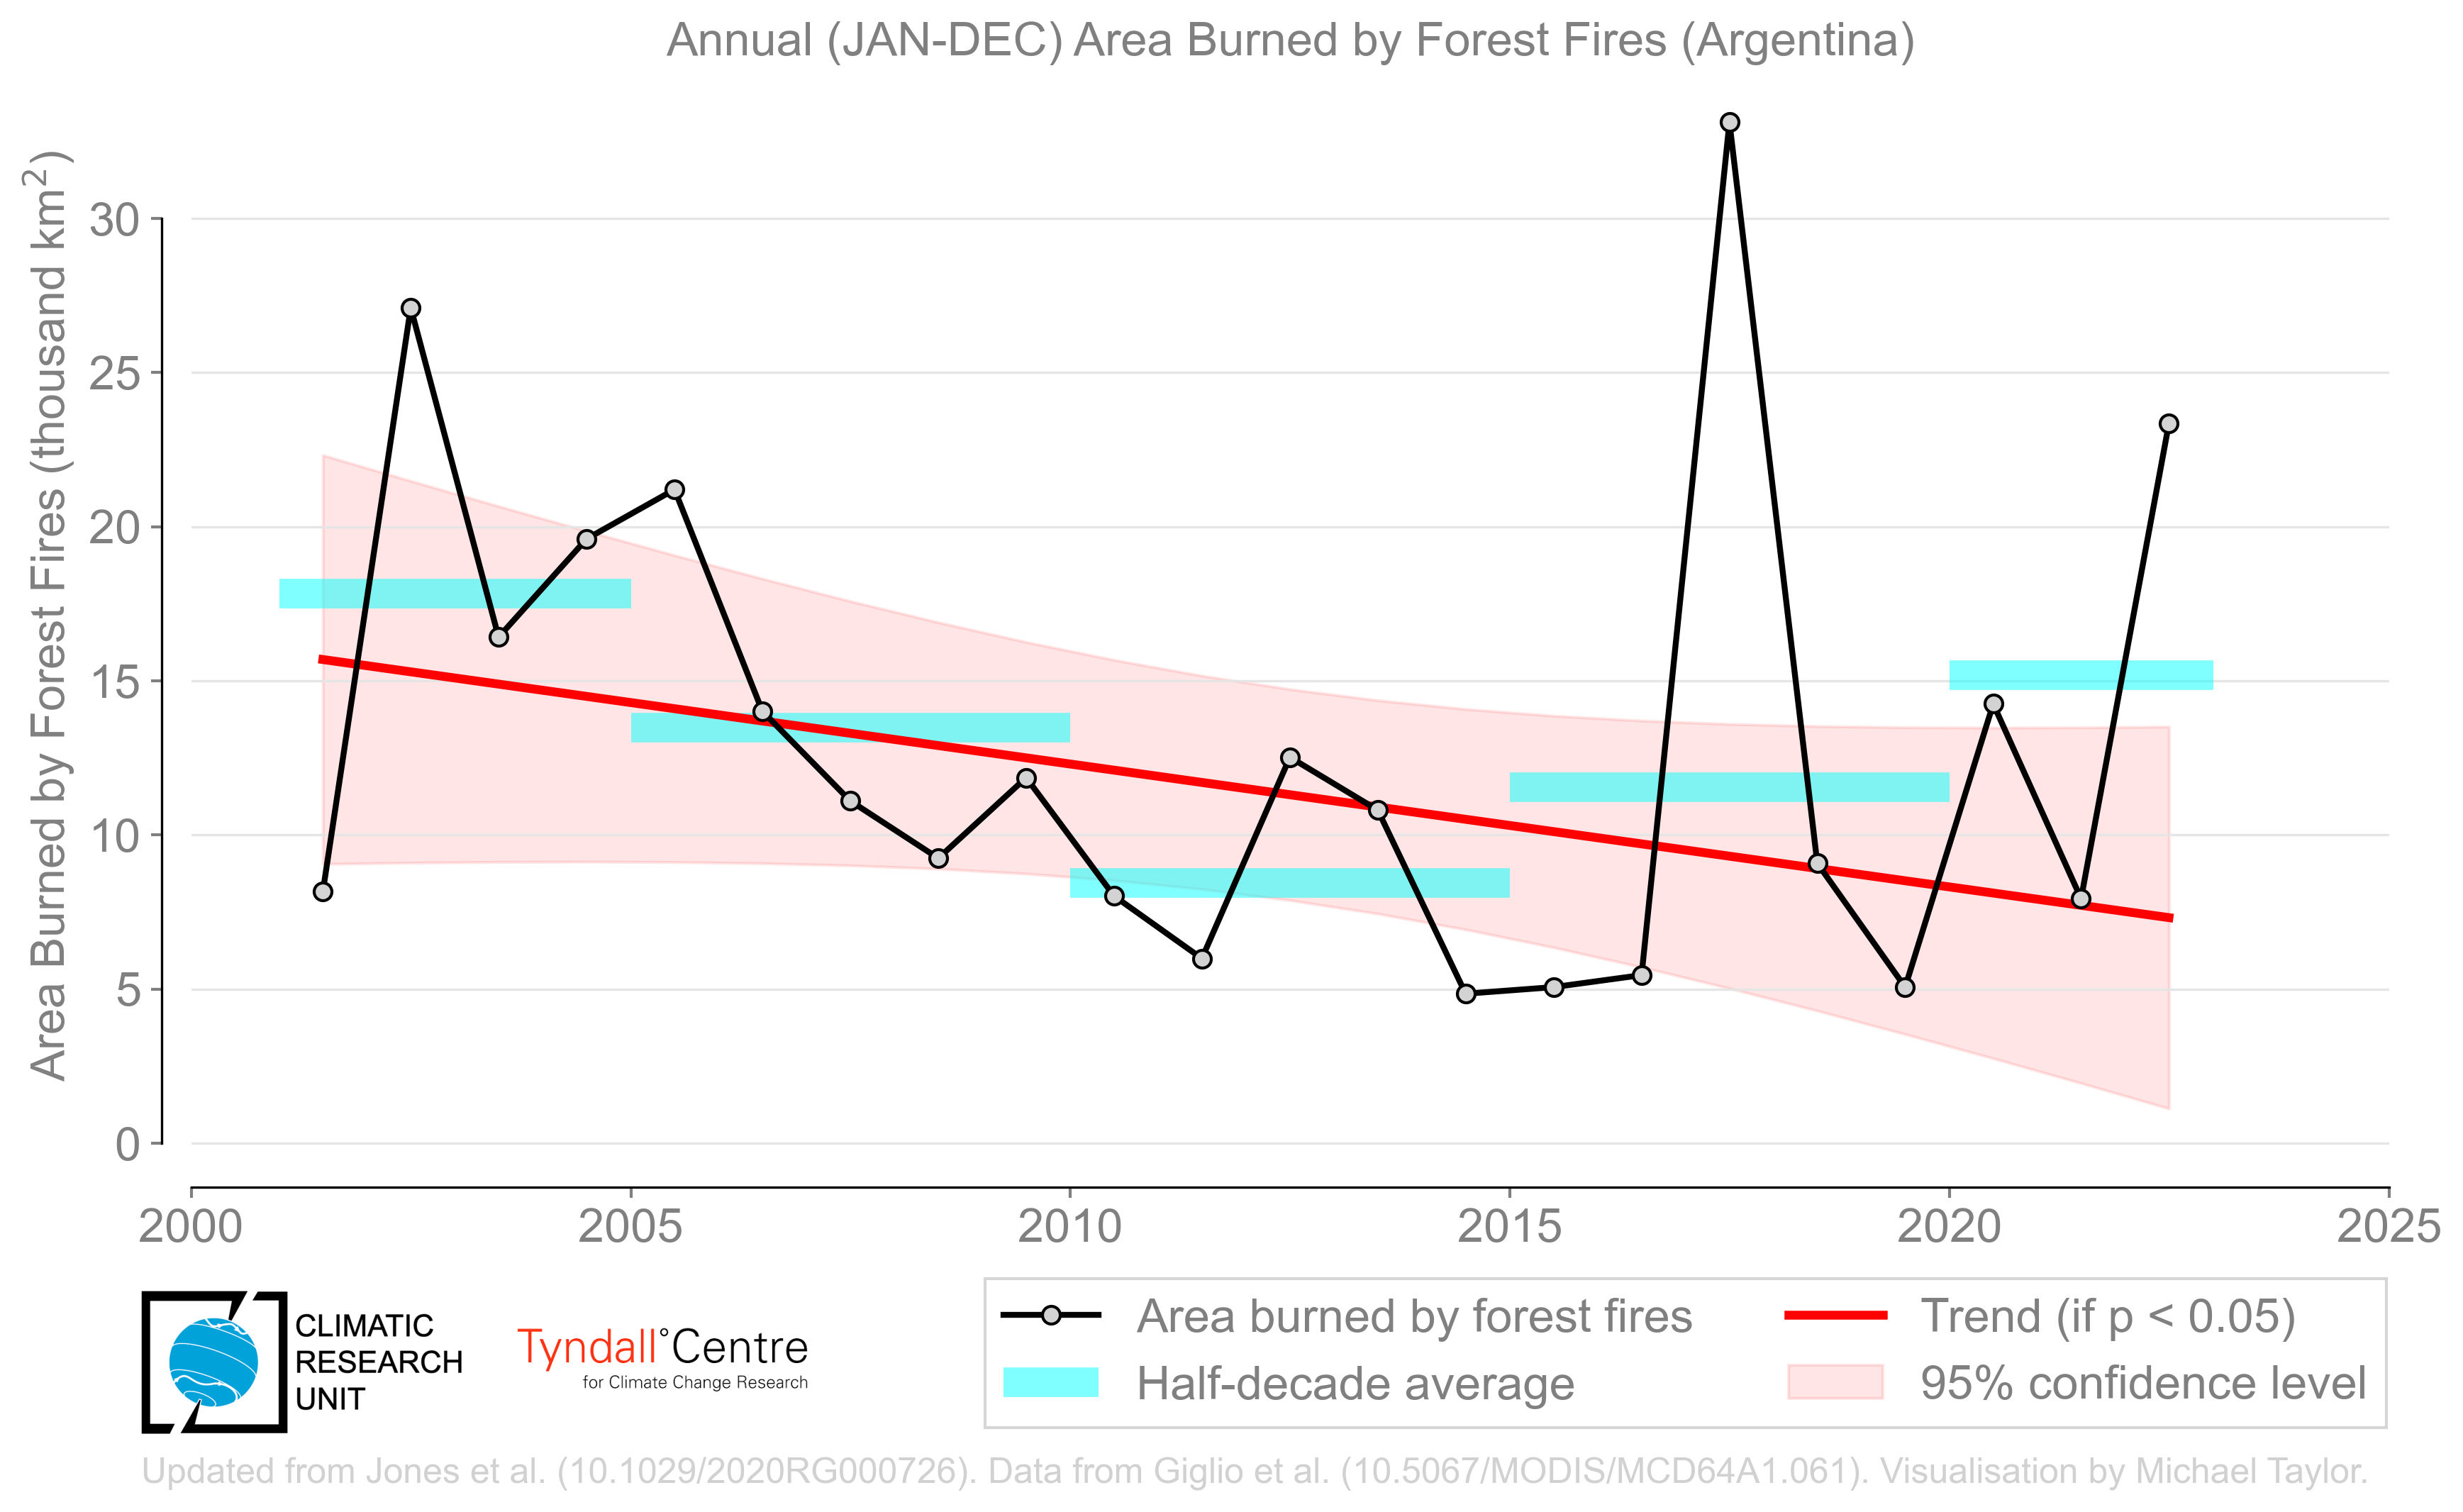 Annual (JAN-DEC) Area Burned by Forest Fires (Argentina)
Area Burned by Forest Fires (thousand km²)
30
25
20
15
10
5
0
2000 2005 2010 2015 2020 2025
CLIMATIC
RESEARCH
UNIT
Tyndall°Centre
for Climate Change Research
Area burned by forest fires
Trend (if p < 0.05)
Half-decade average
95% confidence level
Updated from Jones et al. (10.1029/2020RG000726). Data from Giglio et al. (10.5067/MODIS/MCD64A1.061). Visualisation by Michael Taylor.